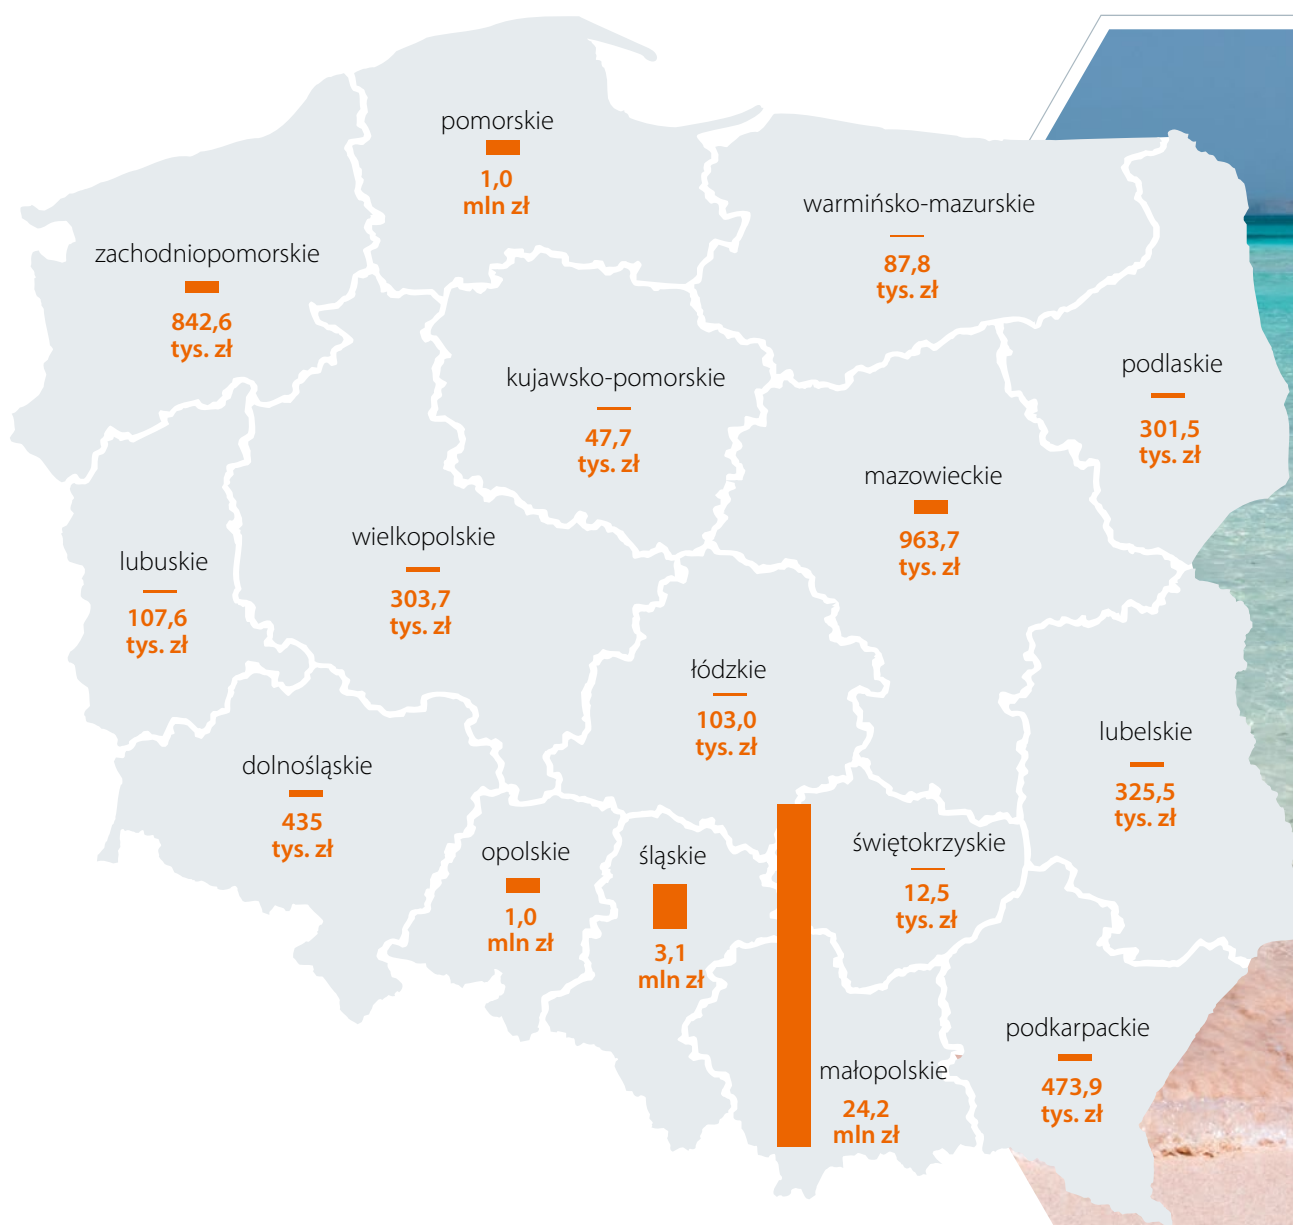 pomorskie
1,0
mln zł
warmińsko-mazurskie
87,8
tys. zł
zachodniopomorskie
842,6
tys. zł
kujawsko-pomorskie
47,7
tys. zł
podlaskie
301,5
tys. zł
mazowieckie
963,7
tys. zł
wielkopolskie
303,7
tys. zł
lubuskie
107,6
tys. zł
łódzkie
103,0
tys. zł
lubelskie
325,5
tys. zł
dolnośląskie
435
tys. zł
opolskie
1,0
mln zł
śląskie
3,1
mln zł
świętokrzyskie
12,5
tys. zł
małopolskie
24,2
mln zł
podkarpackie
473,9
tys. zł